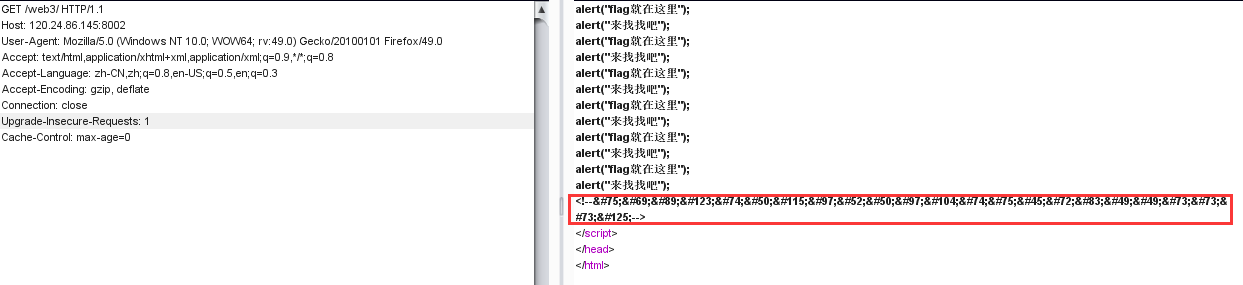 GET /web3/ HTTP/1.1
Host: 120.24.86.145:8002
User-Agent: Mozilla/5.0 (Windows NT 10.0; WOW64; rv:49.0) Gecko/20100101 Firefox/49.0
Accept: text/html,application/xhtml+xml,application/xml;q=0.9,*/*;q=0.8
Accept-Language: zh-CN,zh;q=0.8,en-US;q=0.5,en;q=0.3
Accept-Encoding: gzip, deflate
Connection: close
Upgrade-Insecure-Requests: 1
Cache-Control: max-age=0
alert("flag就在这里");
alert("来找找吧");
alert("flag就在这里");
alert("来找找吧");
alert("flag就在这里");
alert("来找找吧");
alert("flag就在这里");
alert("来找找吧");
alert("flag就在这里");
alert("来找找吧");
alert("flag就在这里");
alert("来找找吧");
<!--&#75;&#69;&#89;&#123;&#74;&#50;&#115;&#97;&#52;&#50;&#97;&#104;&#74;&#75;&#45;&#72;&#83;&#49;&#49;&#73;&#73;&
#73;&#125;-->
</script>
</head>
</html>